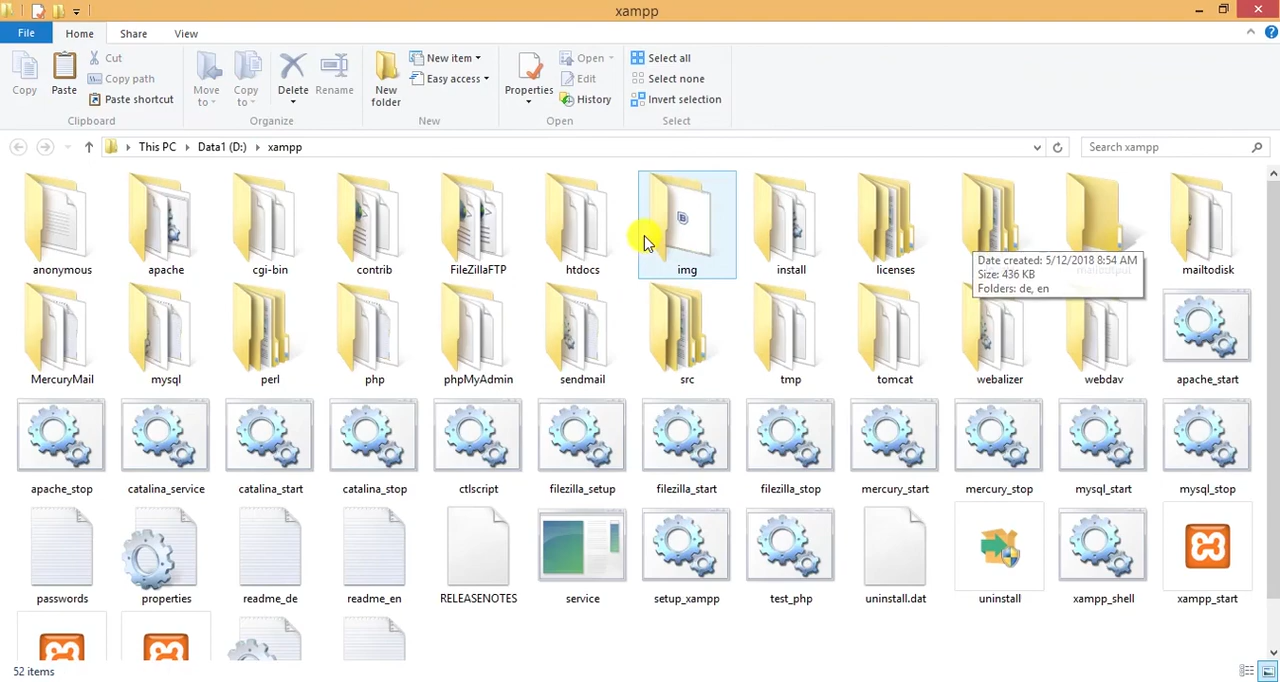 xampp
File
Home
Share
View
Copy
Paste
Cut
Copy path
Paste shortcut
Move to
Copy to
Delete
Rename
New folder
New item
Easy access
Properties
Open
Edit
History
Select all
Select none
Invert selection
Clipboard
Organize
New
Open
Select
This PC
Data1 (D:)
xampp
Search xampp
anonymous
apache
cgi-bin
contrib
FileZillaFTP
htdocs
img
install
licenses
Date created: 5/12/2018 8:54 AM
Size: 436 KB
Folders: de, en
mailtodisk
MercuryMail
mysql
perl
php
phpMyAdmin
sendmail
src
tmp
tomcat
webalizer
webdav
apache_start
apache_stop
catalina_service
catalina_start
catalina_stop
ctlscript
filezilla_setup
filezilla_start
filezilla_stop
mercury_start
mercury_stop
mysql_start
mysql_stop
passwords
properties
readme_de
readme_en
RELEASENOTES
service
setup_xampp
test_php
uninstall.dat
uninstall
xampp_shell
xampp_start
52 items